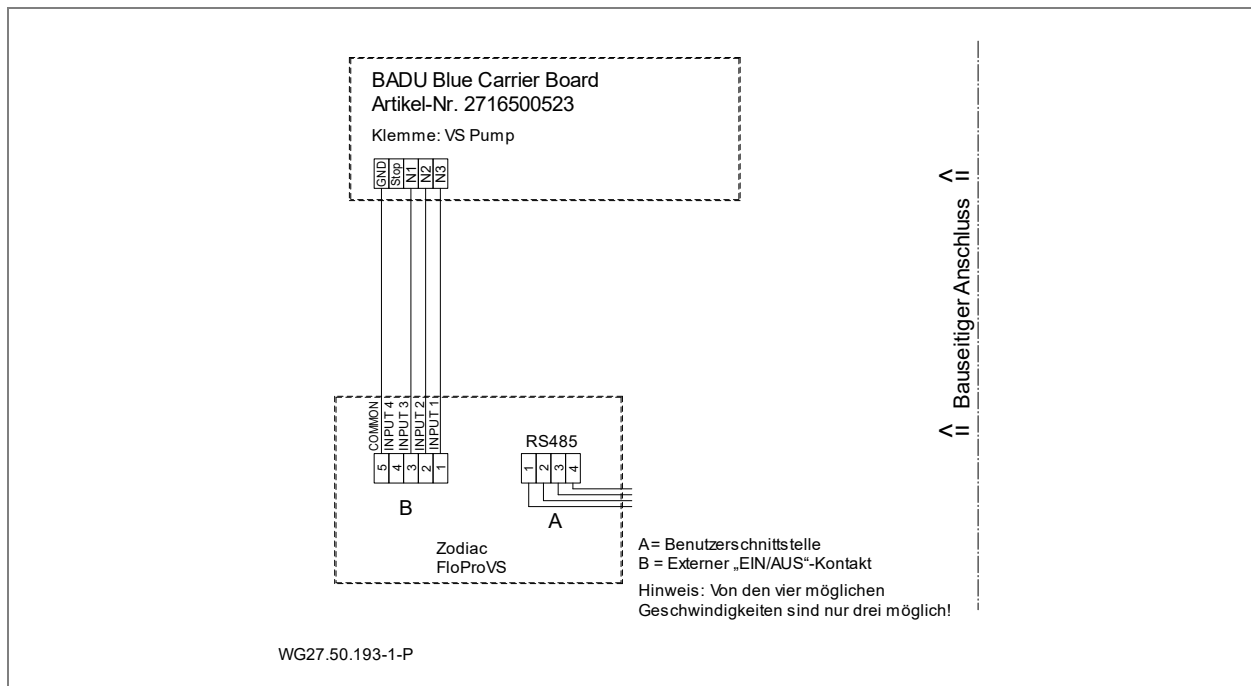 BADU Blue Carrier Board
Artikel-Nr. 2716500523
Klemme: VS Pump
GND
Stop
N1
N2
N3
<= Bauseitiger Anschluss <=
COMMON
INPUT 4
INPUT 3
INPUT 2
INPUT 1
5
4
3
2
1
B
RS485
1
2
3
4
A
Zodiac
FloProVS
A = Benutzerschnittstelle
B = Externer „EIN/AUS“-Kontakt
Hinweis: Von den vier möglichen
Geschwindigkeiten sind nur drei möglich!
WG27.50.193-1-P